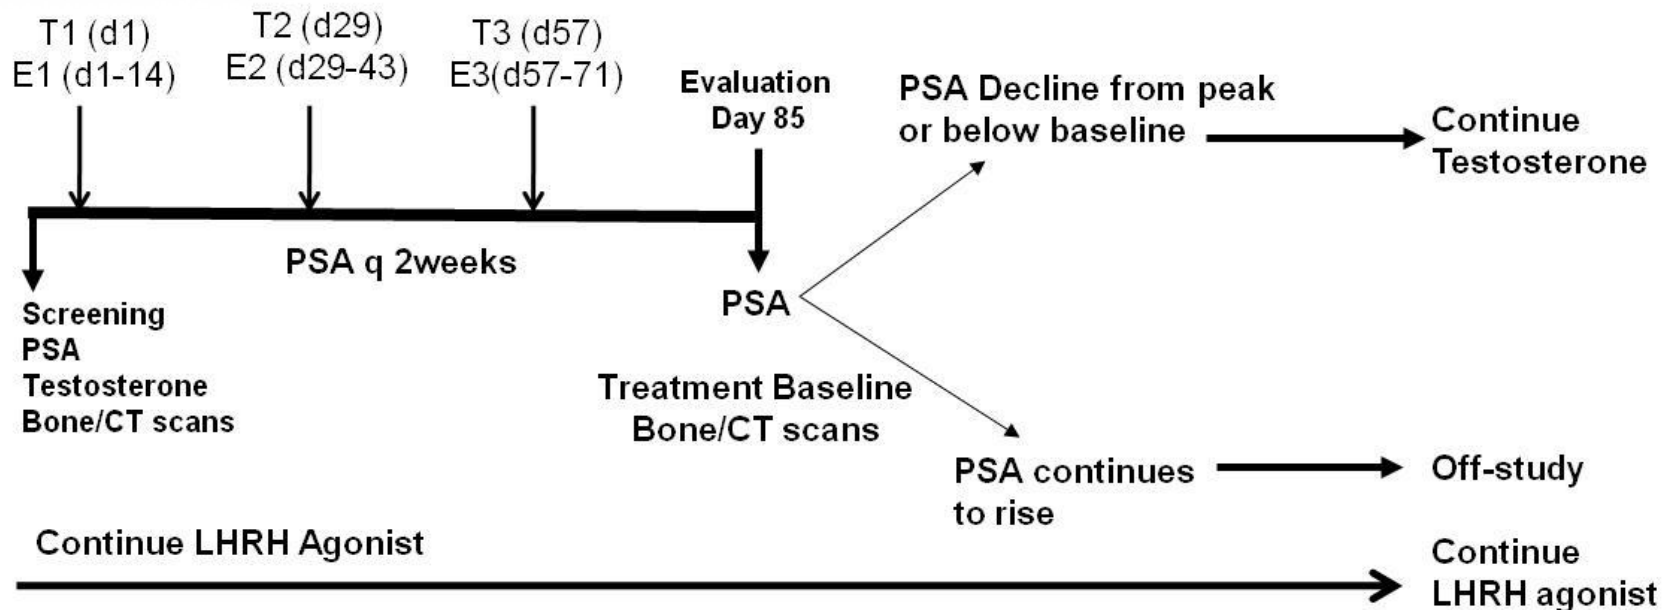 T1 (d1)
E1 (d1-14)
T2 (d29)
E2 (d29-43)
T3 (d57)
E3(d57-71)
Evaluation
Day 85
PSA Decline from peak
or below baseline
Continue
Testosterone
PSA q 2weeks
Screening
PSA
Testosterone
Bone/CT scans
PSA
Treatment Baseline
Bone/CT scans
PSA continues
to rise
Off-study
Continue LHRH Agonist
Continue
LHRH agonist